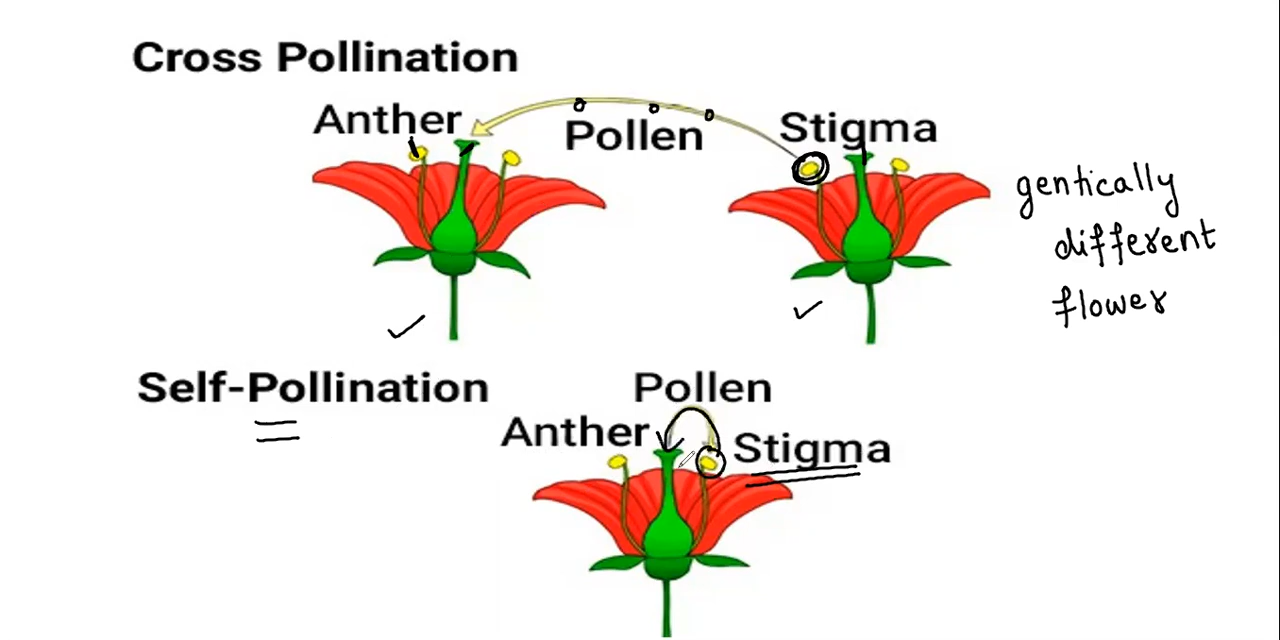 Cross Pollination
Anther
Pollen
Stigma
gentically
different
flower
Self-Pollination
Pollen
Anther
Stigma